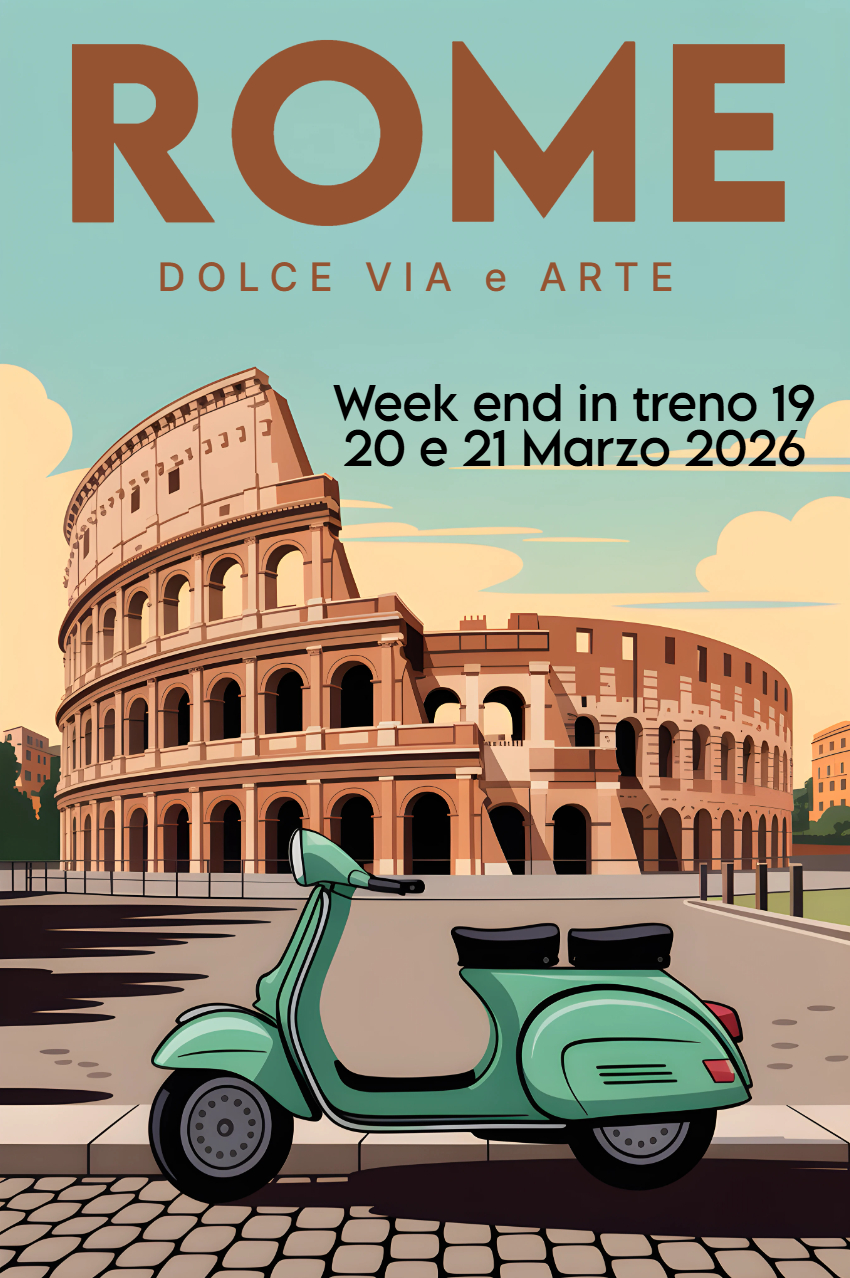 ROME
DOLCE VIA e ARTE
Week end in treno 19
20 e 21 Marzo 2026